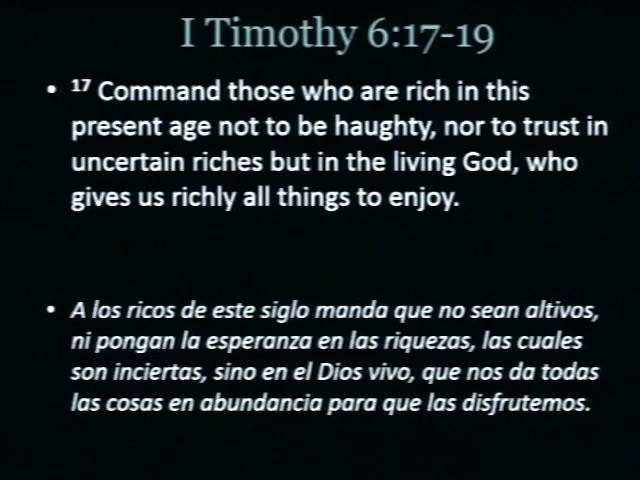 I Timothy 6:17-19
• ¹⁷ Command those who are rich in this
present age not to be haughty, nor to trust in
uncertain riches but in the living God, who
gives us richly all things to enjoy.
• A los ricos de este siglo manda que no sean altivos,
ni pongan la esperanza en las riquezas, las cuales
son inciertas, sino en el Dios vivo, que nos da todas
las cosas en abundancia para que las disfrutemos.